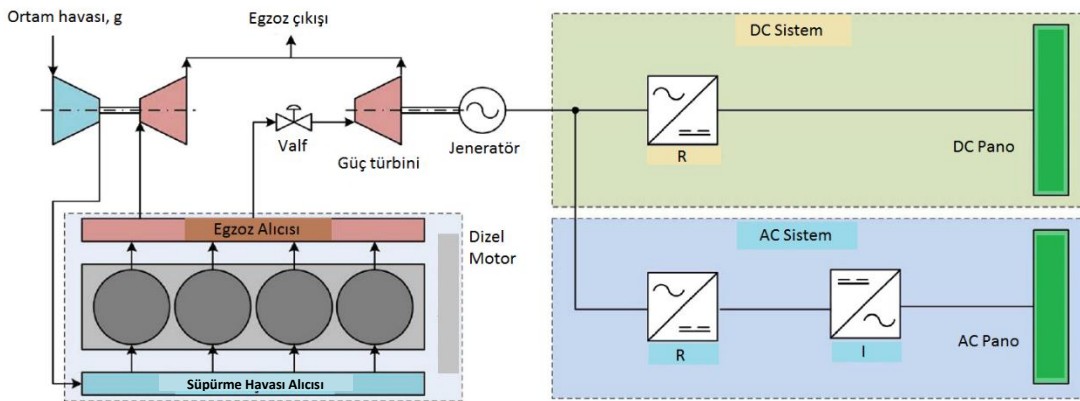 Ortam havası, g
Egzoz çıkışı
Valf
Güç türbini
Jeneratör
Egzoz Alıcısı
Dizel
Motor
Süpürme Havası Alıcısı
DC Sistem
R
DC Pano
AC Sistem
R
I
AC Pano